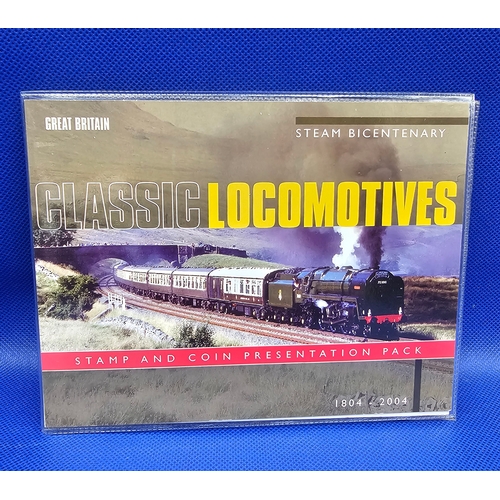 GREAT BRITAIN
STEAM BICENTENARY
CLASSIC LOCOMOTIVES
STAMP AND COIN PRESENTATION PACK
1804 - 2004